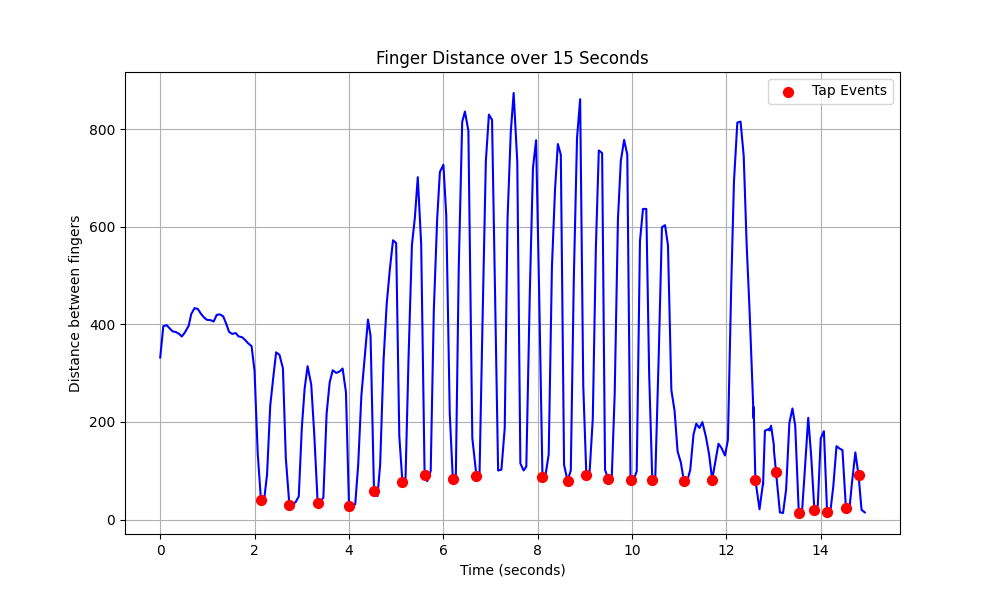 Finger Distance over 15 Seconds
Tap Events
Distance between fingers
800
600
400
200
0
0 2 4 6 8 10 12 14
Time (seconds)